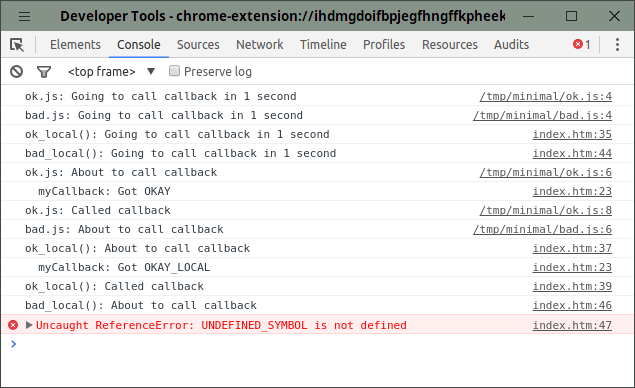 Developer Tools - chrome-extension://ihdmgdoifbpjegfhngffkpheek
Elements Console Sources Network Timeline Profiles Resources Audits 1
<top frame> ▼ Preserve log
ok.js: Going to call callback in 1 second /tmp/minimal/ok.js:4
bad.js: Going to call callback in 1 second /tmp/minimal/bad.js:4
ok_local(): Going to call callback in 1 second index.htm:35
bad_local(): Going to call callback in 1 second index.htm:44
ok.js: About to call callback /tmp/minimal/ok.js:6
myCallback: Got OKAY index.htm:23
ok.js: Called callback /tmp/minimal/ok.js:8
bad.js: About to call callback /tmp/minimal/bad.js:6
ok_local(): About to call callback index.htm:37
myCallback: Got OKAY_LOCAL index.htm:23
ok_local(): Called callback index.htm:39
bad_local(): About to call callback index.htm:46
Uncaught ReferenceError: UNDEFINED_SYMBOL is not defined index.htm:47